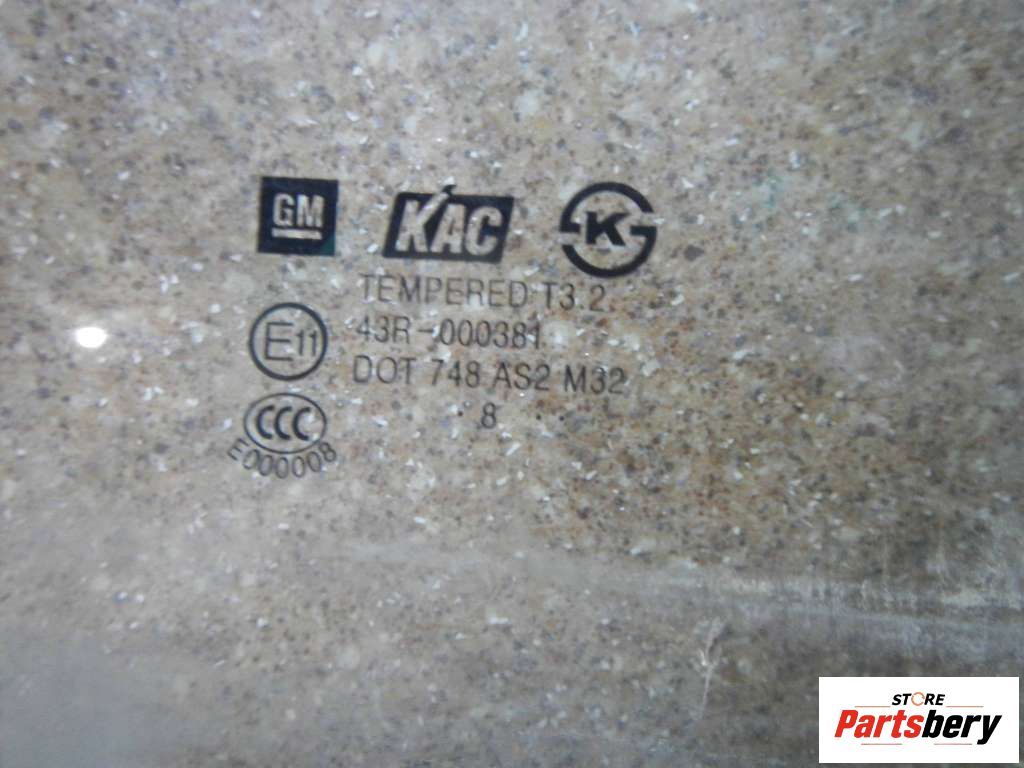 GM KAC K
TEMPERED T3.2
E11 43R-000381
DOT 748 AS2 M32
. 8 . .
CCC
E000008
STORE
Partsbery